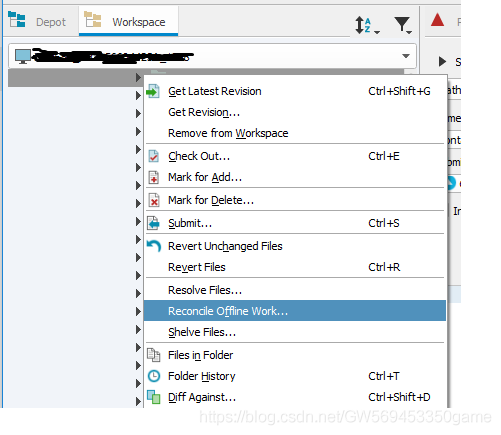 Depot
Workspace
Get Latest Revision Ctrl+Shift+G
Get Revision...
Remove from Workspace
Check Out... Ctrl+E
Mark for Add...
Mark for Delete...
Submit... Ctrl+S
Revert Unchanged Files
Revert Files Ctrl+R
Resolve Files...
Reconcile Offline Work...
Shelve Files...
Files in Folder
Folder History Ctrl+T
Diff Against... Ctrl+Shift+D
https://blog.csdn.net/GW569453350game